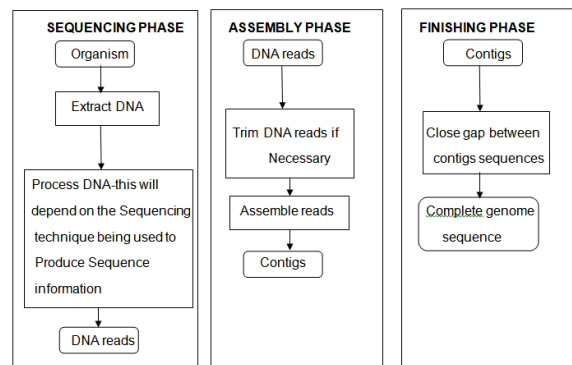 SEQUENCING PHASE
Organism
Extract DNA
Process DNA-this will
depend on the Sequencing
technique being used to
Produce Sequence
information
DNA reads
ASSEMBLY PHASE
DNA reads
Trim DNA reads if
Necessary
Assemble reads
Contigs
FINISHING PHASE
Contigs
Close gap between
contigs sequences
Complete genome
sequence